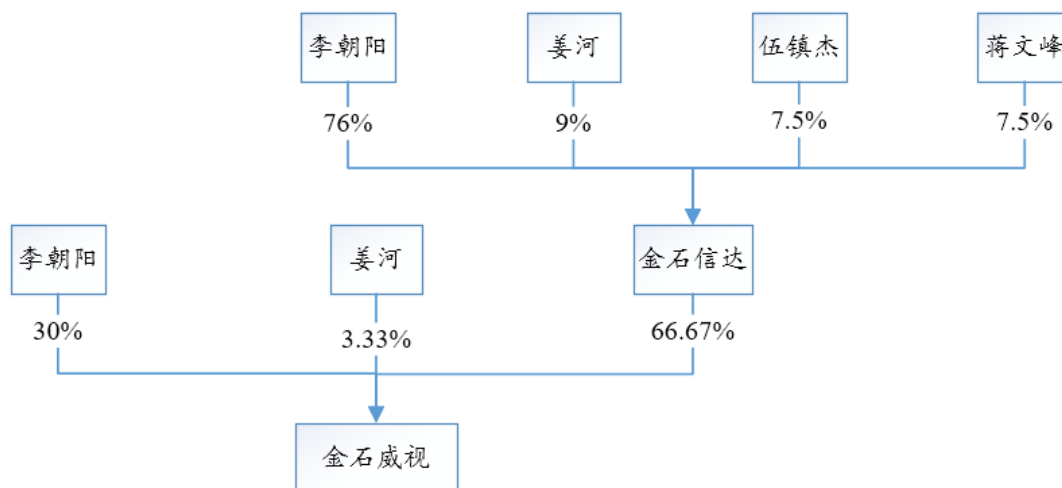 李朝阳
姜河
伍镇杰
蒋文峰
76%
9%
7.5%
7.5%
李朝阳
姜河
金石信达
30%
3.33%
66.67%
金石威视